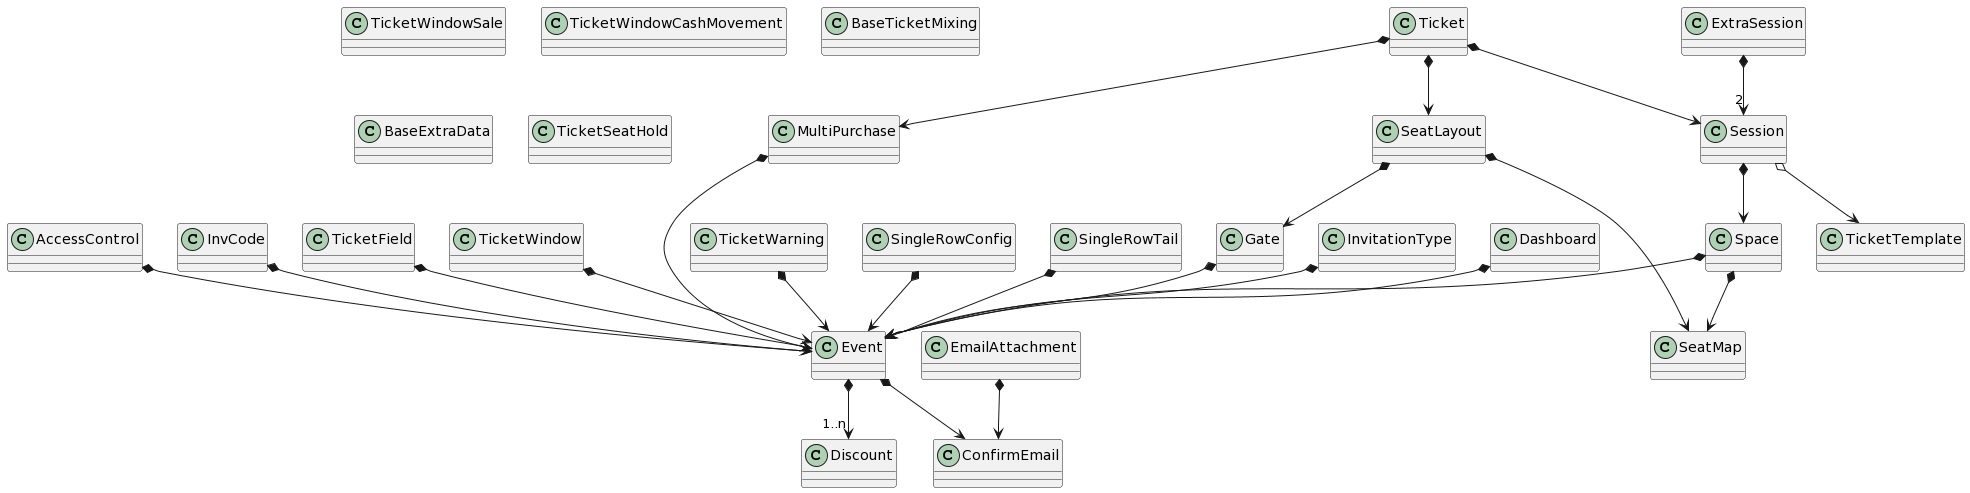 C TicketWindowSale
C TicketWindowCashMovement
C BaseTicketMixing
C Ticket
C ExtraSession
2
C BaseExtraData
C TicketSeatHold
C MultiPurchase
C SeatLayout
C Session
C AccessControl
C InvCode
C TicketField
C TicketWindow
C TicketWarning
C SingleRowConfig
C SingleRowTail
C Gate
C InvitationType
C Dashboard
C Space
C TicketTemplate
C Event
C EmailAttachment
C SeatMap
1..n
C Discount
C ConfirmEmail